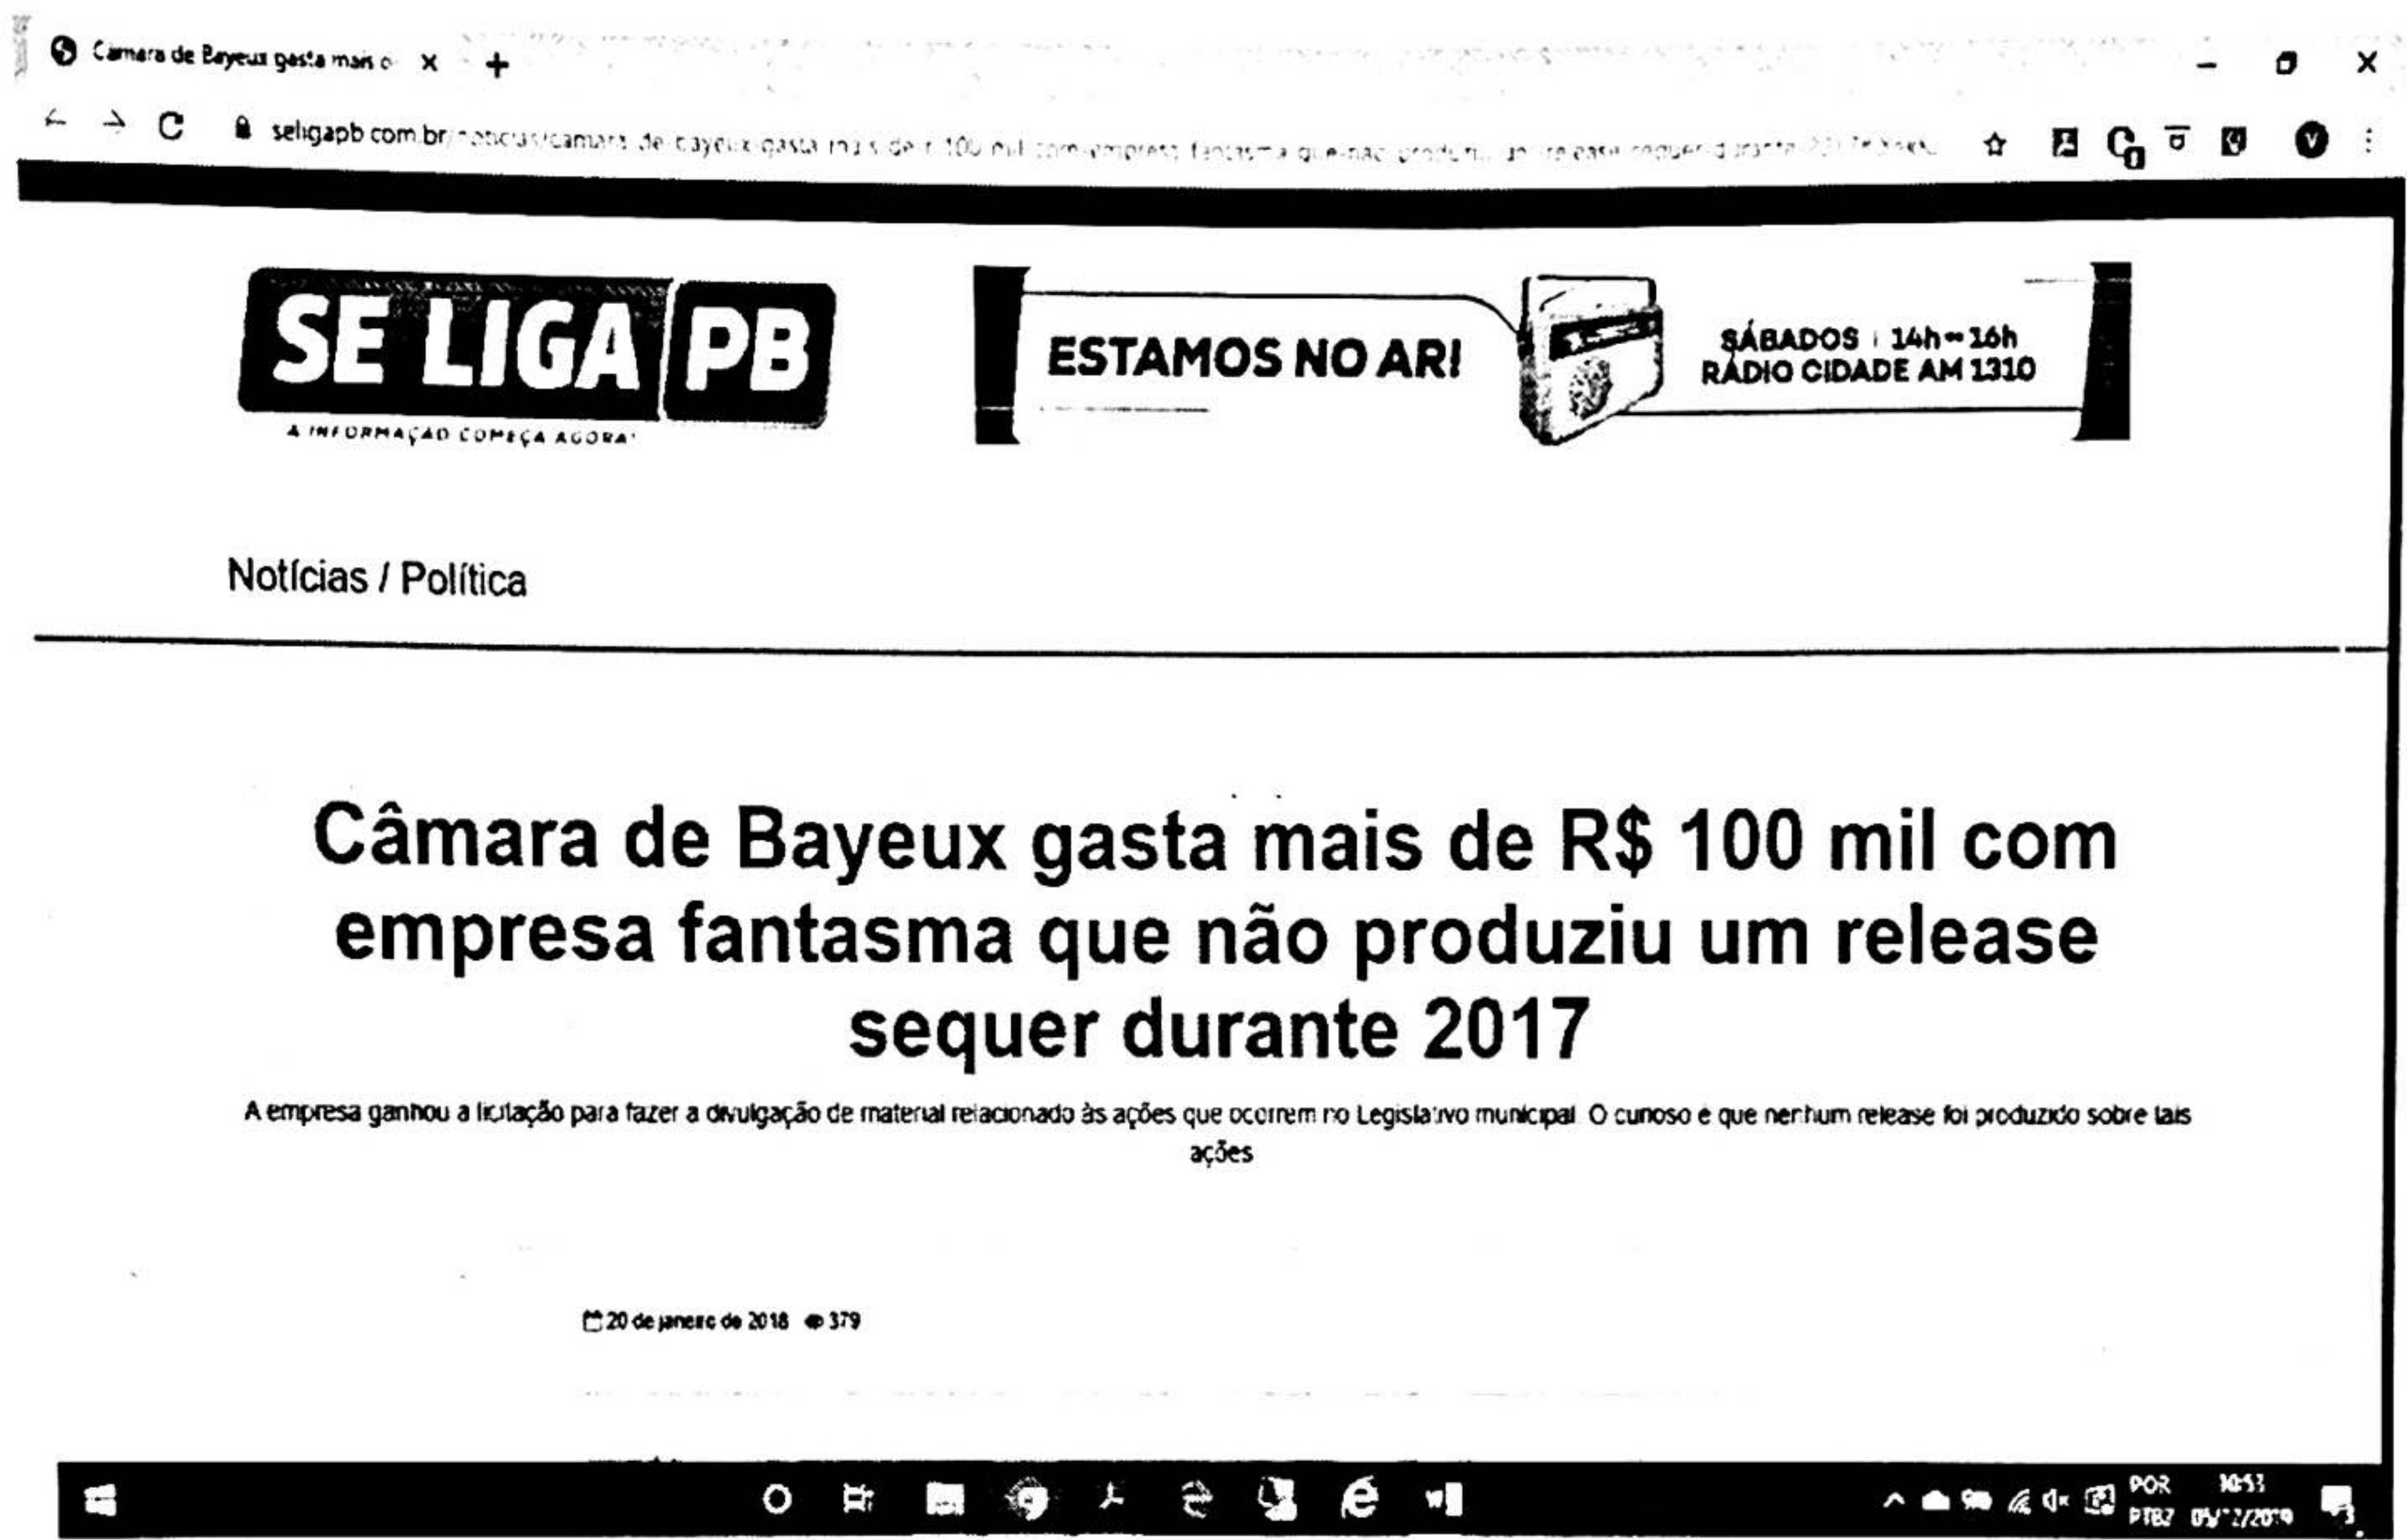 Câmara de Bayeux gasta mais
seligapb.com.br
SE LIGA PB
A INFORMAÇÃO COMEÇA AGORA!
ESTAMOS NO AR!
SÁBADOS | 14h - 16h
RÁDIO CIDADE AM 1310
Notícias / Política
Câmara de Bayeux gasta mais de R$ 100 mil com
empresa fantasma que não produziu um release
sequer durante 2017
A empresa ganhou a licitação para fazer a divulgação de material relacionado às ações que ocorrem no Legislativo municipal. O curioso é que nenhum release foi produzido sobre tais
ações
20 de janeiro de 2018 379
POR 10:53
PTB2